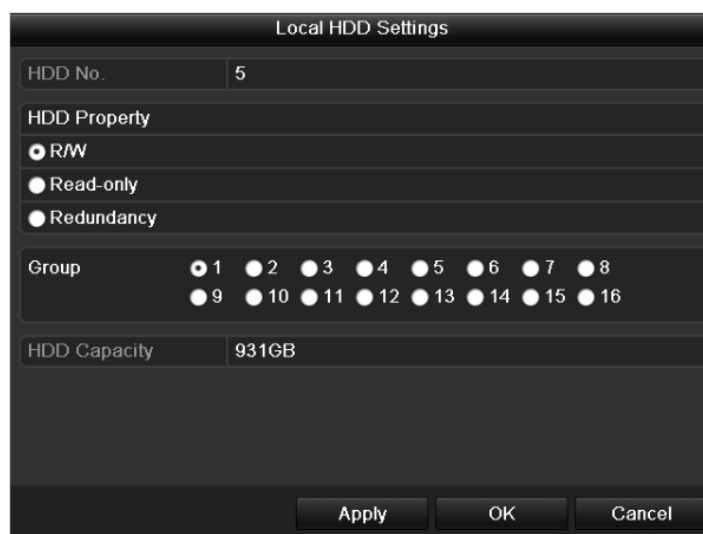 Local HDD Settings
HDD No. 5
HDD Property
R/W
Read-only
Redundancy
Group 1 2 3 4 5 6 7 8
9 10 11 12 13 14 15 16
HDD Capacity 931GB
Apply OK Cancel